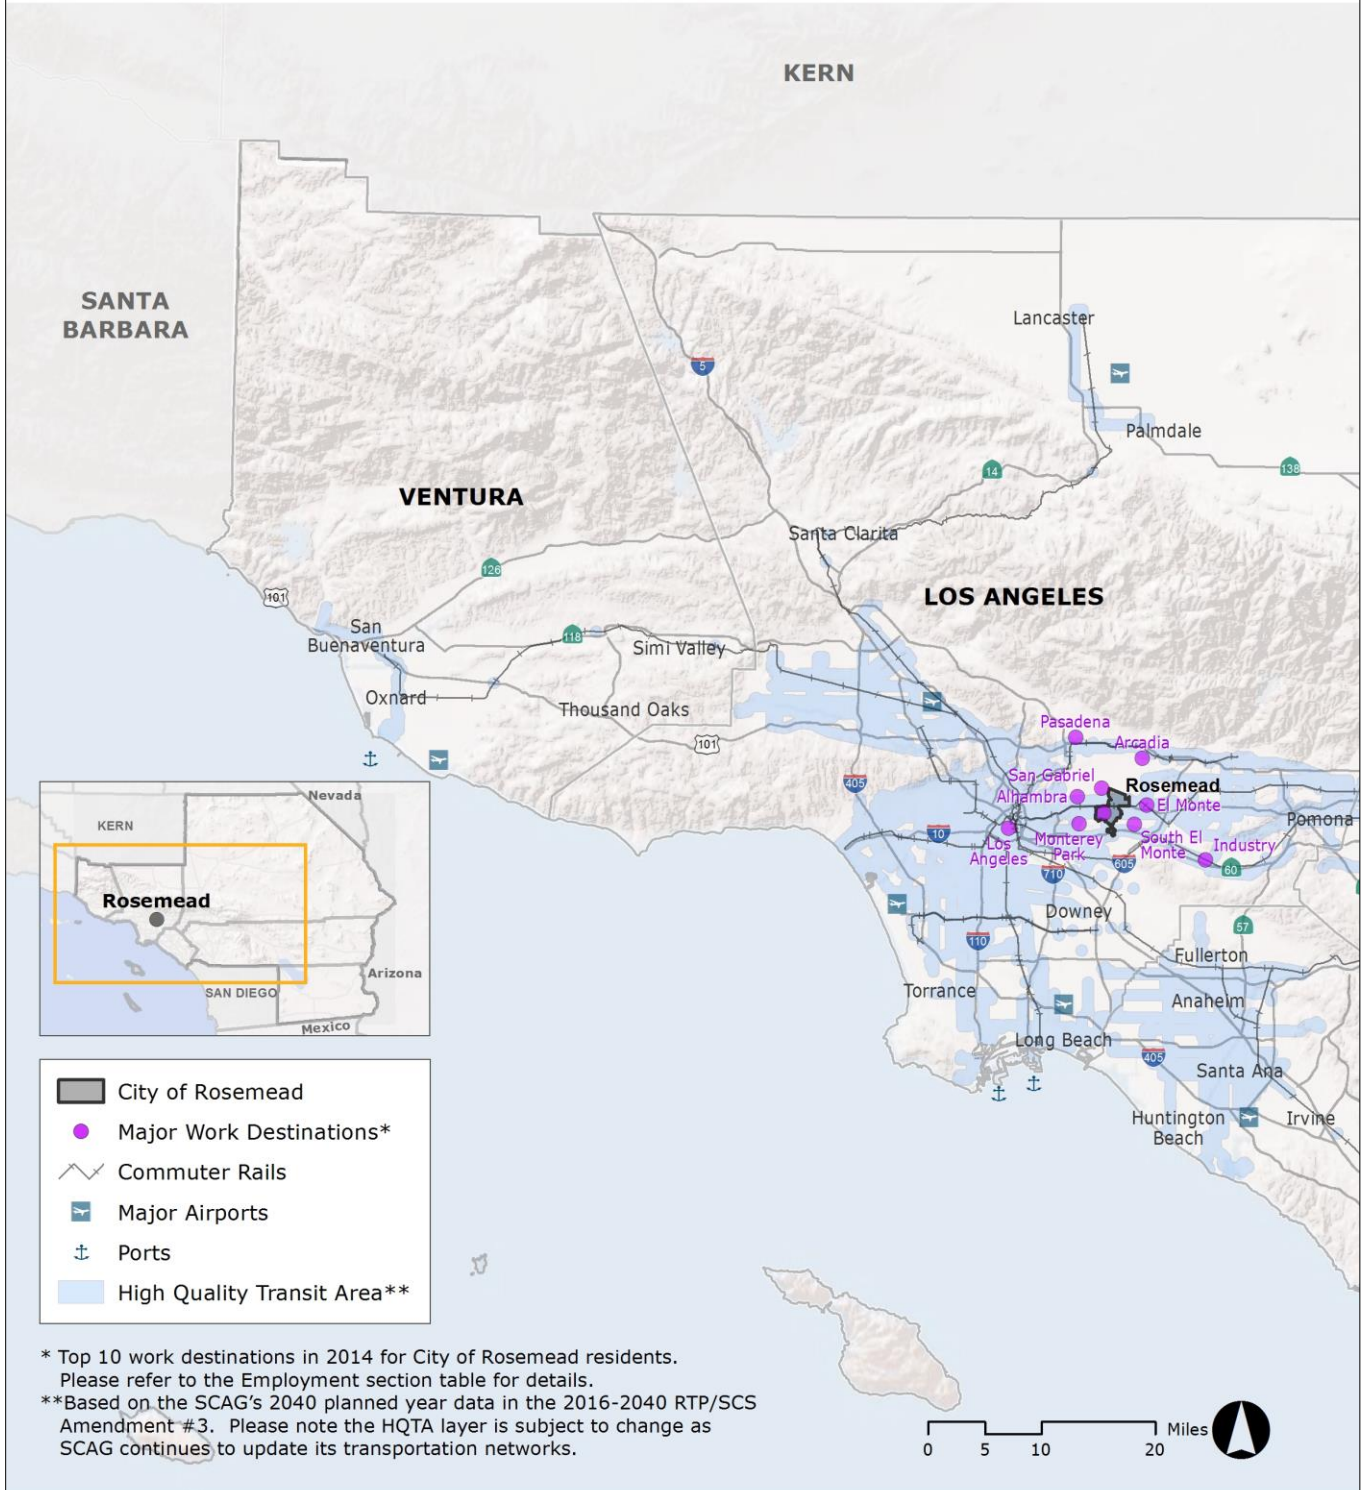 KERN
SANTA
BARBARA
Lancaster
5
Palmdale
14
138
VENTURA
Santa Clarita
126
LOS ANGELES
101
San
Buenaventura
118
Simi Valley
Oxnard
Thousand Oaks
101
Pasadena
Arcadia
405
San Gabriel
Rosemead
Alhambra
El Monte
Pomona
10
Los
Angeles
Monterey
Park
South El
Monte
Industry
605
60
710
Downey
57
110
Fullerton
Torrance
Anaheim
Long Beach
405
Santa Ana
Huntington
Beach
Irvine
Nevada
KERN
Rosemead
Arizona
SAN DIEGO
Mexico
City of Rosemead
Major Work Destinations*
Commuter Rails
Major Airports
Ports
High Quality Transit Area**
* Top 10 work destinations in 2014 for City of Rosemead residents.
Please refer to the Employment section table for details.
**Based on the SCAG's 2040 planned year data in the 2016-2040 RTP/SCS
Amendment #3. Please note the HQTA layer is subject to change as
SCAG continues to update its transportation networks.
0 5 10 20 Miles